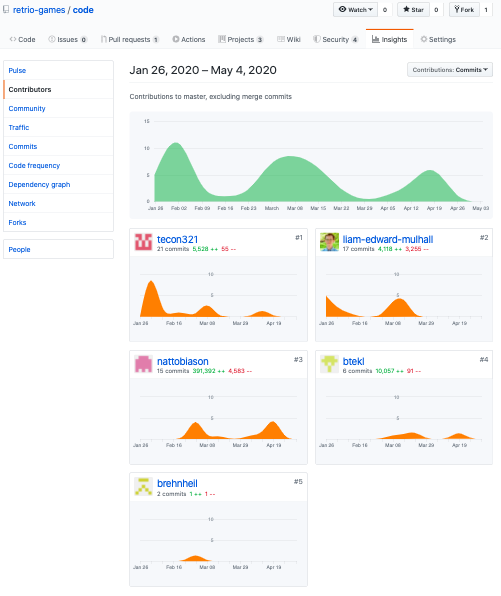 retrio-games / code
Watch 0 Star 0 Fork 1
Code Issues 0 Pull requests 1 Actions Projects 3 Wiki Security 4 Insights Settings
Pulse
Contributors
Community
Traffic
Commits
Code frequency
Dependency graph
Network
Forks
People
Jan 26, 2020 – May 4, 2020
Contributions: Commits
Contributions to master, excluding merge commits
15
10
5
0
Jan 26 Feb 02 Feb 09 Feb 16 Feb 23 March Mar 08 Mar 15 Mar 22 Mar 29 Apr 05 Apr 12 Apr 19 Apr 26 May 03
tecon321 #1
21 commits 5,528 ++ 55 --
10
5
Jan 26 Feb 16 Mar 08 Mar 29 Apr 19
liam-edward-mulhall #2
17 commits 4,118 ++ 3,256 --
10
5
Jan 26 Feb 16 Mar 08 Mar 29 Apr 19
nattobiason #3
15 commits 391,392 ++ 4,583 --
10
5
Jan 26 Feb 16 Mar 08 Mar 29 Apr 19
btekl #4
6 commits 10,057 ++ 91 --
10
5
Jan 26 Feb 16 Mar 08 Mar 29 Apr 19
brehnheil #5
2 commits 1 ++ 1 --
10
5
Jan 26 Feb 16 Mar 08 Mar 29 Apr 19